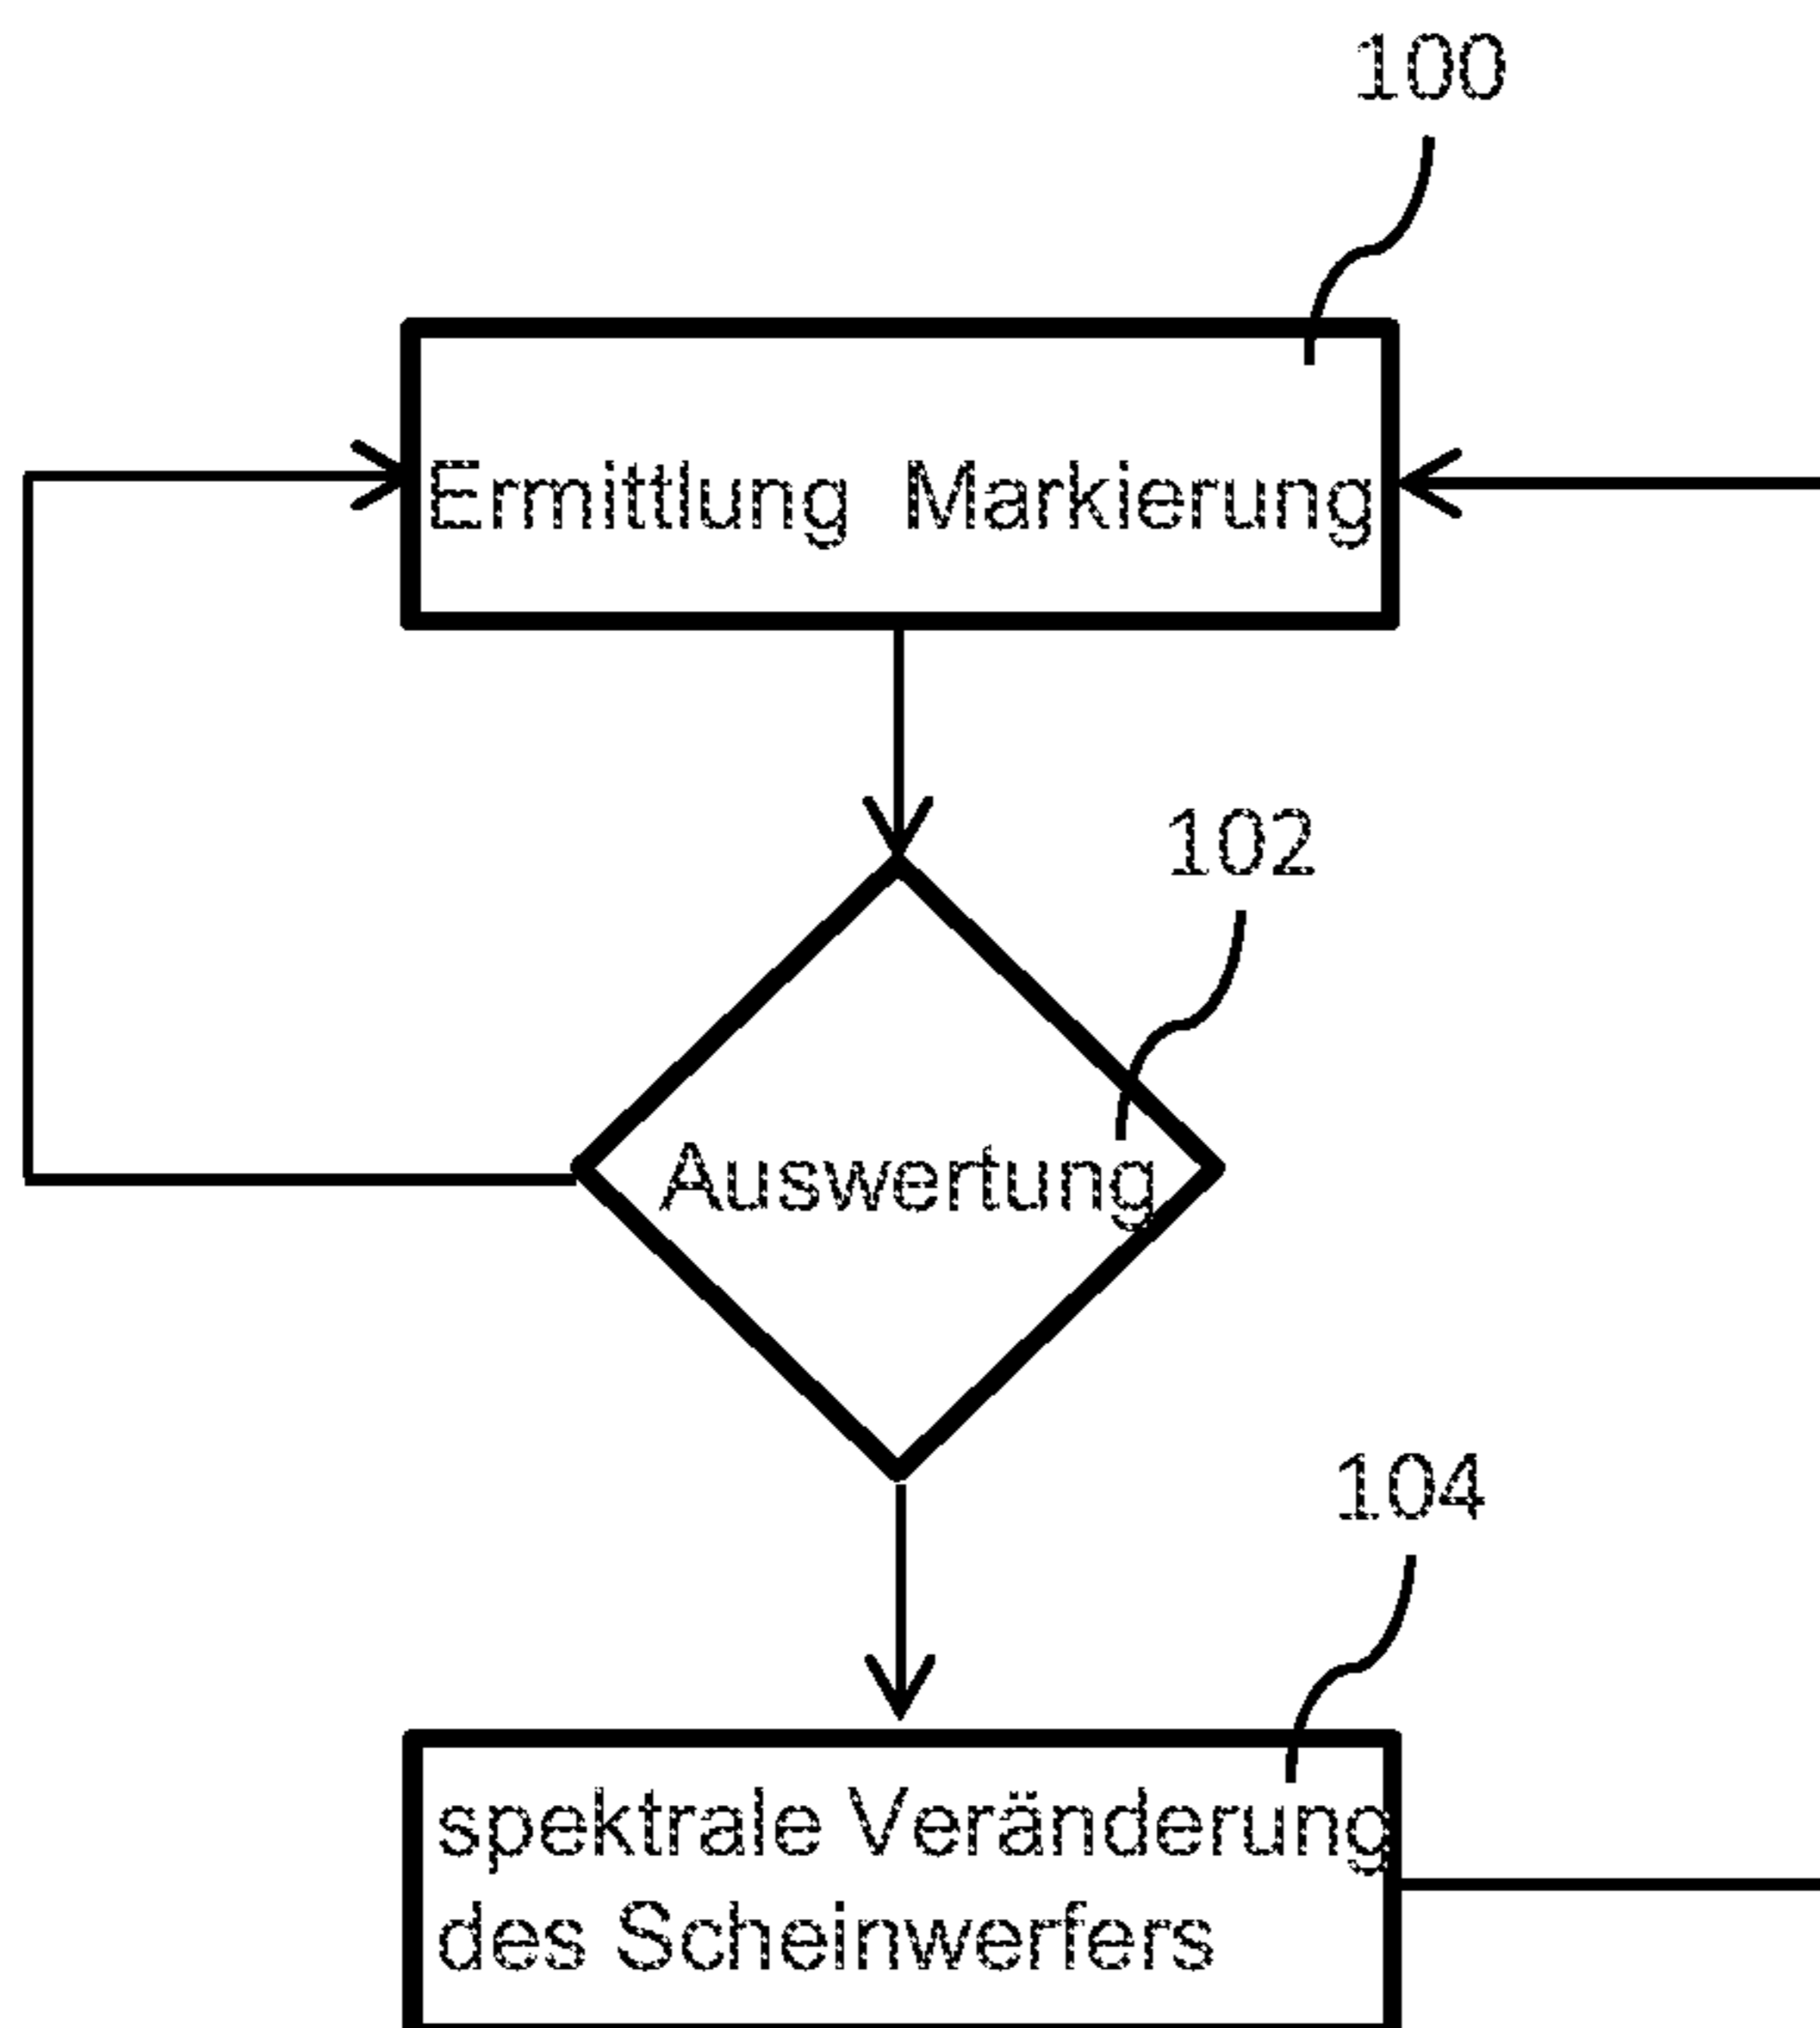 100
Ermittlung Markierung
102
Auswertung
104
spektrale Veränderung
des Scheinwerfers